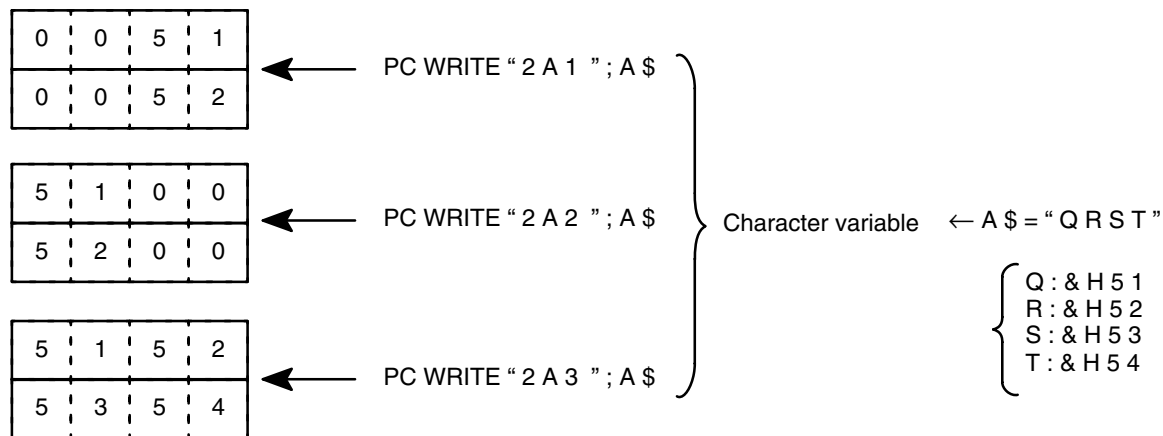 0 0 5 1
0 0 5 2
PC WRITE “ 2 A 1 ” ; A $
5 1 0 0
5 2 0 0
PC WRITE “ 2 A 2 ” ; A $
5 1 5 2
5 3 5 4
PC WRITE “ 2 A 3 ” ; A $
Character variable ← A $ = “ Q R S T ”
Q : & H 5 1
R : & H 5 2
S : & H 5 3
T : & H 5 4